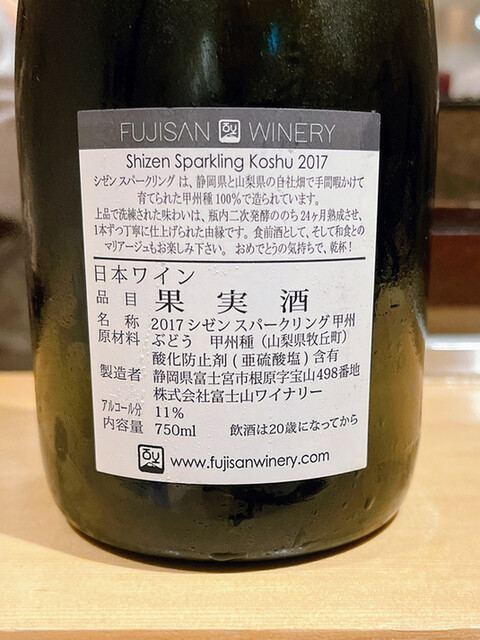 FUJISAN WINERY
Shizen Sparkling Koshu 2017
シゼン スパークリング は、静岡県と山梨県の自社畑で手間暇かけて
育てられた甲州種 100%で造られています。
上品で洗練された味わいは、瓶内二次発酵ののち 24ヶ月熟成させ、
1本ずつ丁寧に仕上げられた由縁です。食前酒として、そして和食との
マリアージュもお楽しみ下さい。 おめでとうの気持ちで、乾杯!
日本ワイン
品 目 果 実 酒
名 称 2017 シゼン スパークリング 甲州
原材料 ぶどう 甲州種 (山梨県牧丘町)
酸化防止剤 ( 亜硫酸塩 ) 含有
製造者 静岡県富士宮市根原字宝山498番地
株式会社富士山ワイナリー
アルコール分 11%
内容量 750ml 飲酒は20歳になってから
www.fujisanwinery.com